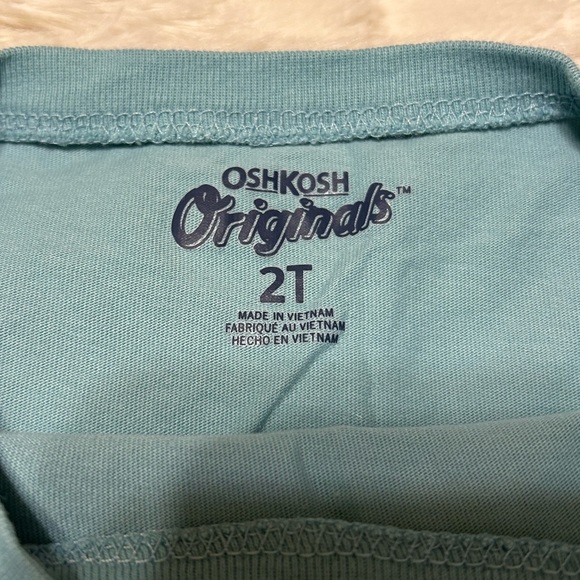 OSHKOSH
Originals™
2T
MADE IN VIETNAM
FABRIQUÉ AU VIETNAM
HECHO EN VIETNAM